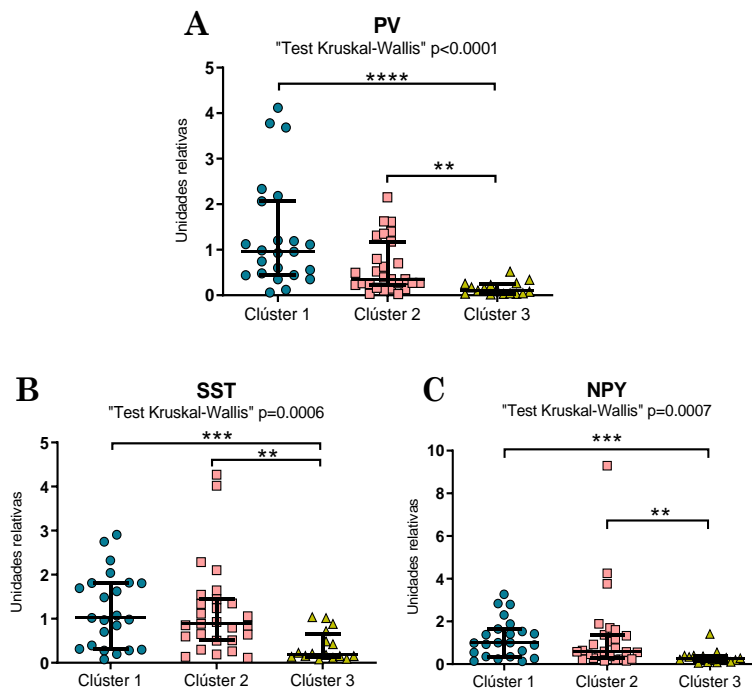 A
PV
"Test Kruskal-Wallis" p<0.0001
Unidades relativas
5
4
3
2
1
0
****
**
Clúster 1 Clúster 2 Clúster 3
B
SST
"Test Kruskal-Wallis" p=0.0006
Unidades relativas
5
4
3
2
1
0
***
**
Clúster 1 Clúster 2 Clúster 3
C
NPY
"Test Kruskal-Wallis" p=0.0007
Unidades relativas
10
8
6
4
2
0
***
**
Clúster 1 Clúster 2 Clúster 3